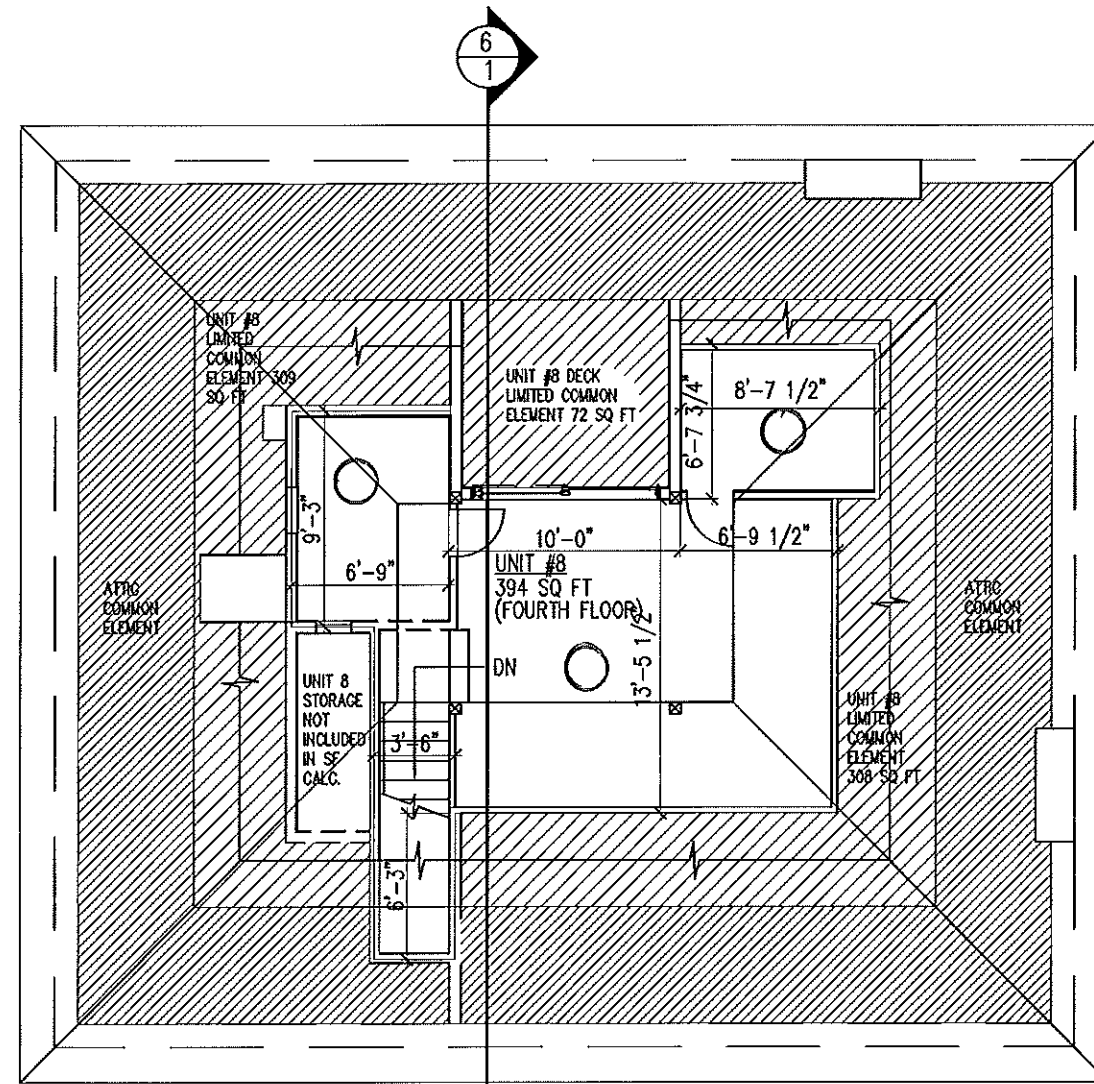 6
1
UNIT #8
LIMITED
COMMON
ELEMENT 309
SQ FT
UNIT #8 DECK
LIMITED COMMON
ELEMENT 72 SQ FT
6'-7 3/4"
8'-7 1/2"
9'-3"
6'-9"
10'-0"
6'-9 1/2"
UNIT #8
394 SQ FT
(FOURTH FLOOR)
13'-5 1/2"
ATTIC
COMMON
ELEMENT
ATTIC
COMMON
ELEMENT
DN
UNIT 8
STORAGE
NOT
INCLUDED
IN SF
CALC.
3'-6"
UNIT #8
LIMITED
COMMON
ELEMENT
308 SQ FT
6'-3"